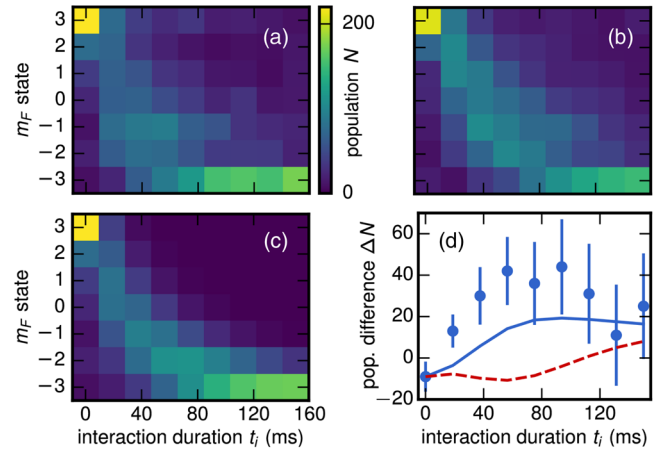 3
2
1
0
−1
−2
−3
m_F state
(a)
200
0
population N
(b)
3
2
1
0
−1
−2
−3
m_F state
(c)
0 40 80 120 160
interaction duration t_i (ms)
60
40
20
0
−20
pop. difference ΔN
(d)
0 40 80 120
interaction duration t_i (ms)